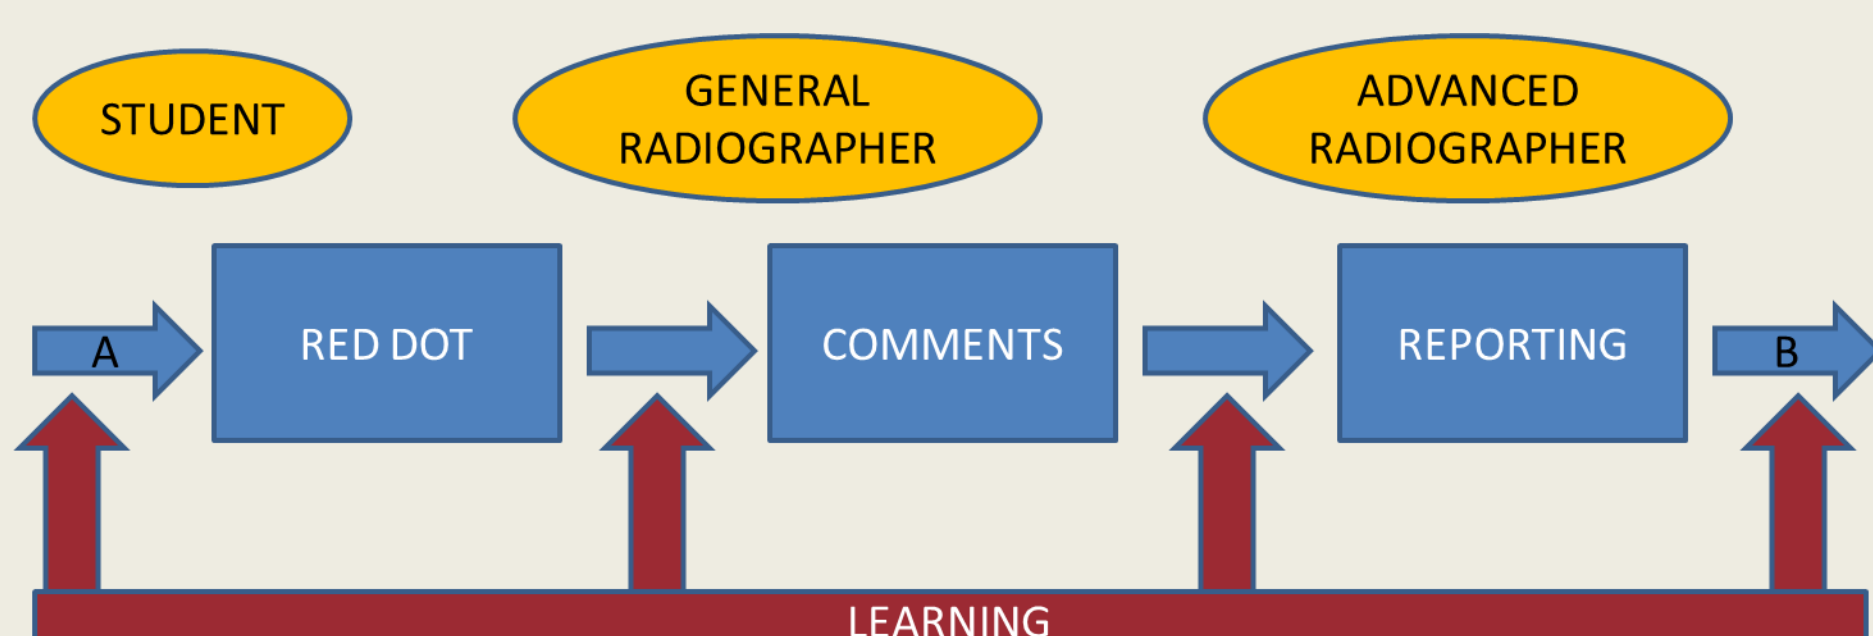 STUDENT
GENERAL
RADIOGRAPHER
ADVANCED
RADIOGRAPHER
A
RED DOT
COMMENTS
REPORTING
B
LEARNING